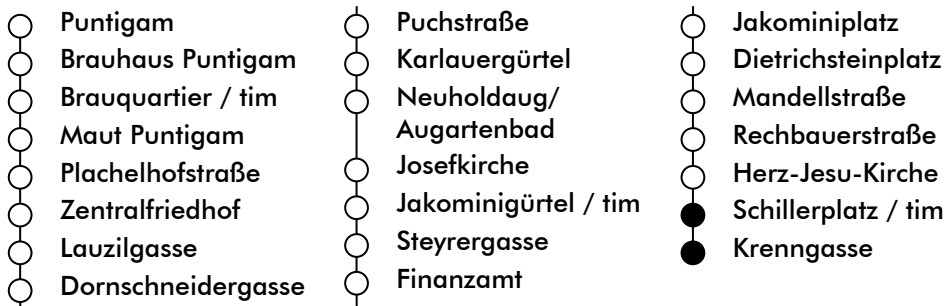 Puntigam
Brauhaus Puntigam
Brauquartier / tim
Maut Puntigam
Plachelhofstraße
Zentralfriedhof
Lauzilgasse
Dornschneidergasse
Puchstraße
Karlauergürtel
Neuholdaug/
Augartenbad
Josefkirche
Jakominigürtel / tim
Steyrergasse
Finanzamt
Jakominiplatz
Dietrichsteinplatz
Mandellstraße
Rechbauerstraße
Herz-Jesu-Kirche
Schillerplatz / tim
Krenngasse